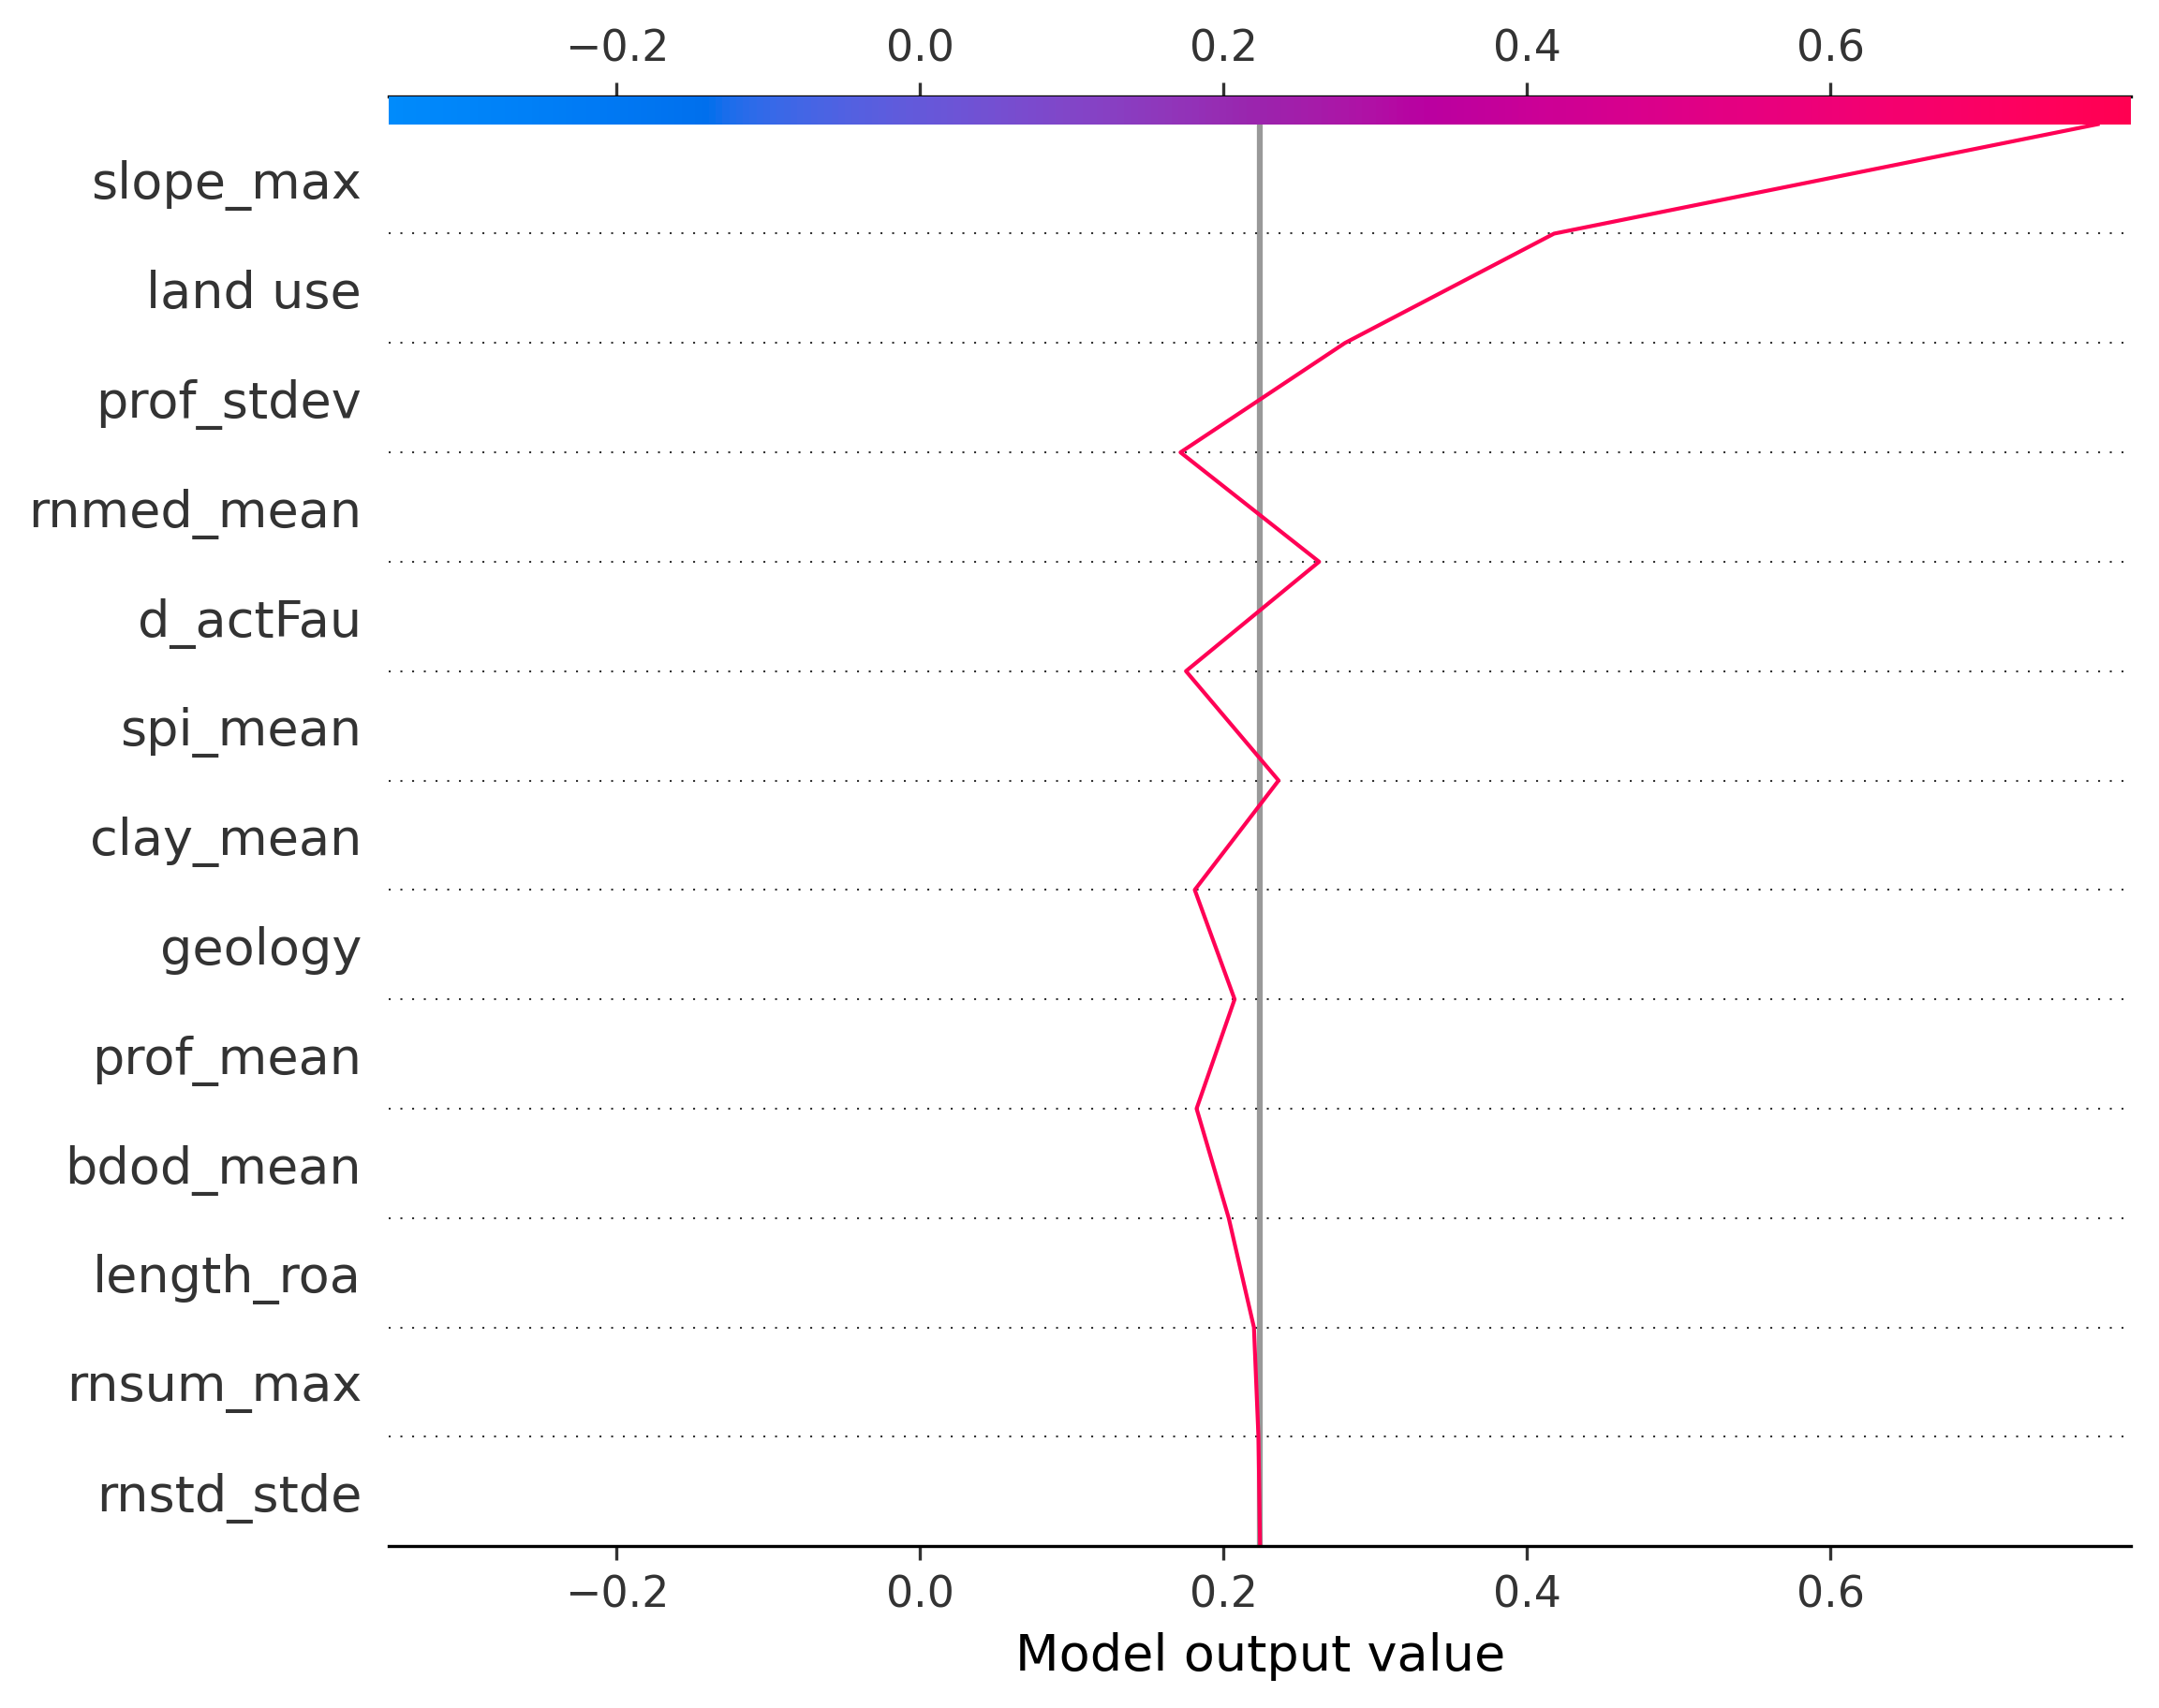 −0.2 0.0 0.2 0.4 0.6
slope_max
land use
prof_stdev
rnmed_mean
d_actFau
spi_mean
clay_mean
geology
prof_mean
bdod_mean
length_roa
rnsum_max
rnstd_stde
−0.2 0.0 0.2 0.4 0.6
Model output value